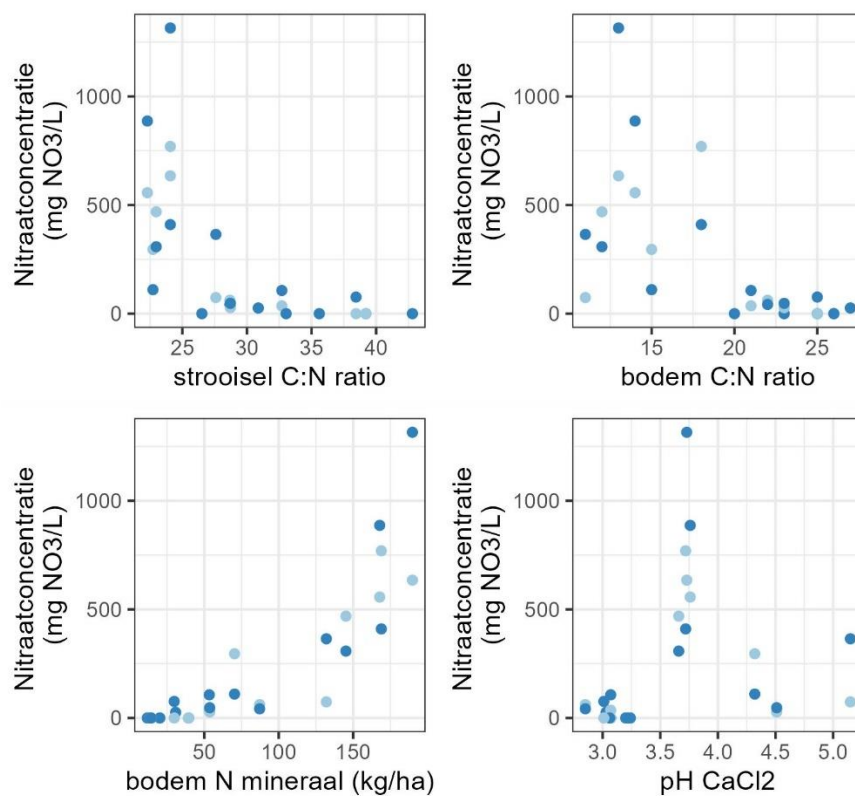 Nitraatconcentratie
(mg NO3/L)
1000
500
0
25 30 35 40
strooisel C:N ratio
Nitraatconcentratie
(mg NO3/L)
1000
500
0
15 20 25
bodem C:N ratio
Nitraatconcentratie
(mg NO3/L)
1000
500
0
50 100 150
bodem N mineraal (kg/ha)
Nitraatconcentratie
(mg NO3/L)
1000
500
0
3.0 3.5 4.0 4.5 5.0
pH CaCl2